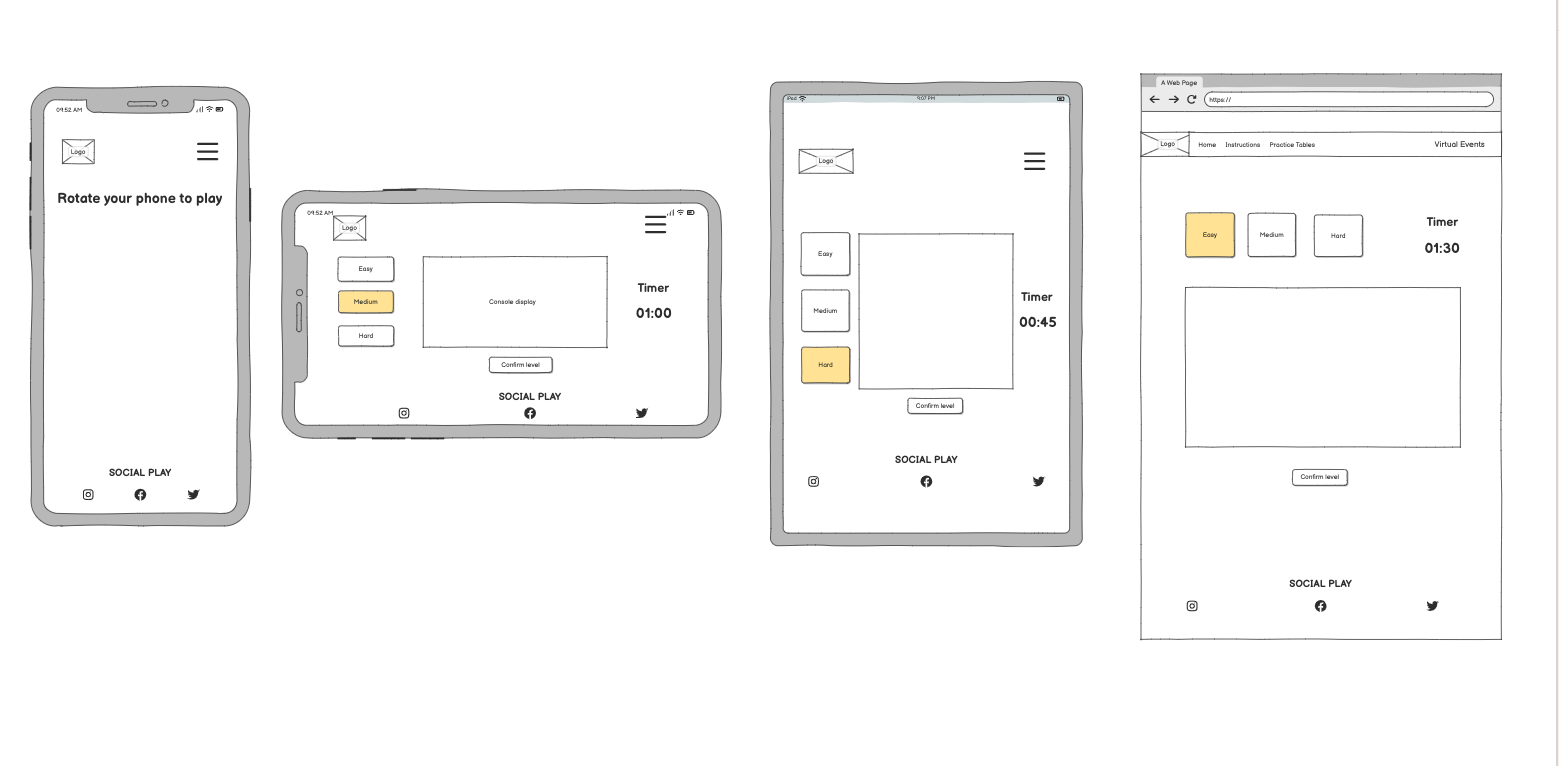 09.52 AM
Logo
Rotate your phone to play
SOCIAL PLAY
09.52 AM
Logo
Easy
Medium
Hard
Console display
Timer
01:00
Confirm level
SOCIAL PLAY
iPad
9:07 PM
Logo
Easy
Medium
Hard
Timer
00:45
Confirm level
SOCIAL PLAY
A Web Page
https://
Logo Home Instructions Practice Tables Virtual Events
Easy Medium Hard
Timer
01:30
Confirm level
SOCIAL PLAY